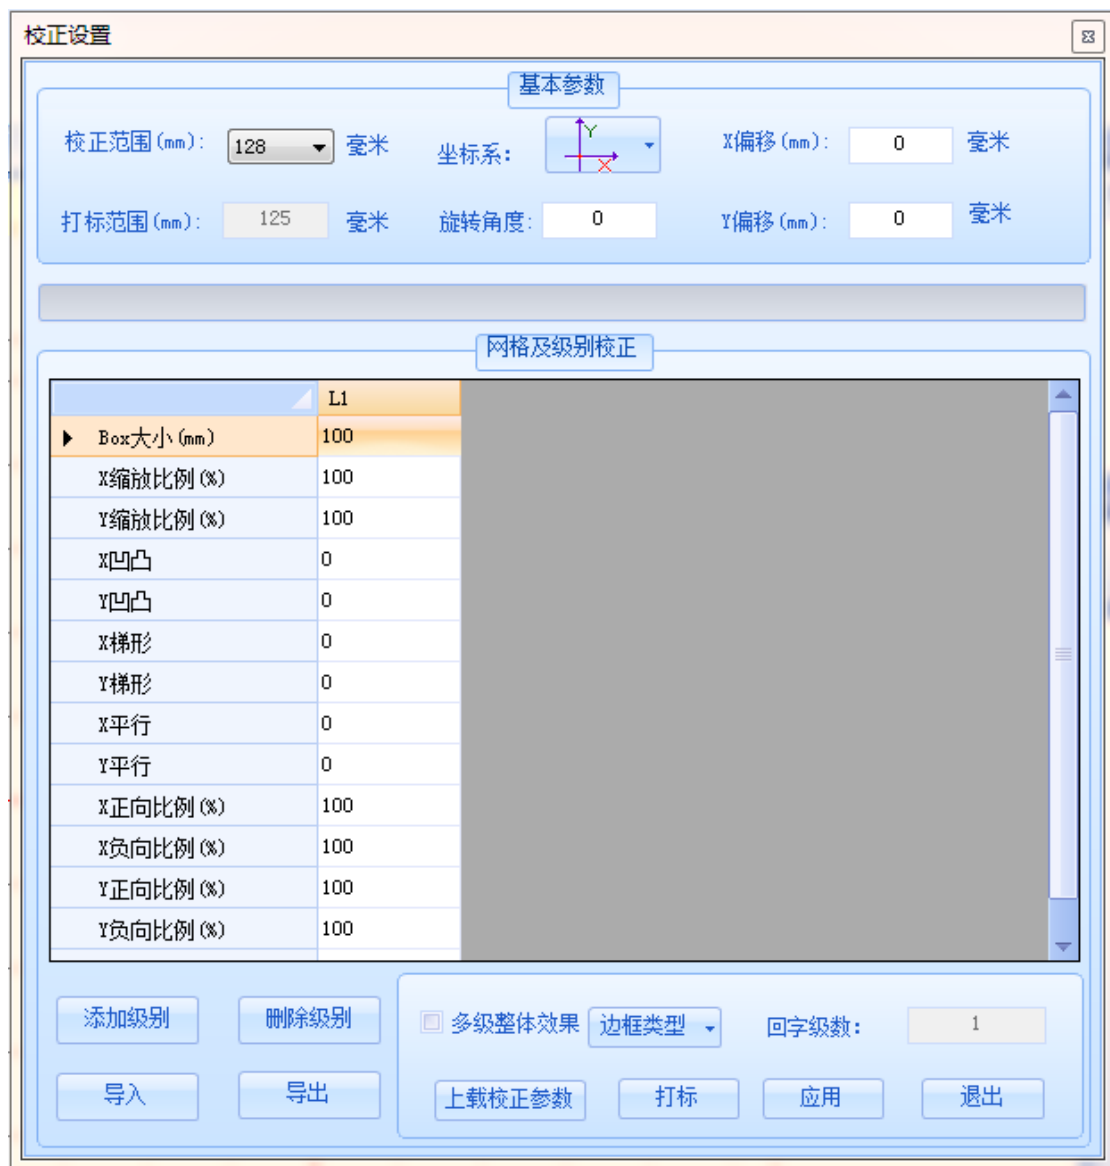 校正设置
基本参数
校正范围(mm): 128 毫米 坐标系: Y X X偏移(mm): 0 毫米
打标范围(mm): 125 毫米 旋转角度: 0 Y偏移(mm): 0 毫米
网格及级别校正
L1
Box大小(mm) 100
X缩放比例(%) 100
Y缩放比例(%) 100
X凹凸 0
Y凹凸 0
X梯形 0
Y梯形 0
X平行 0
Y平行 0
X正向比例(%) 100
X负向比例(%) 100
Y正向比例(%) 100
Y负向比例(%) 100
添加级别 删除级别 多级整体效果 边框类型 回字级数: 1
导入 导出 上载校正参数 打标 应用 退出